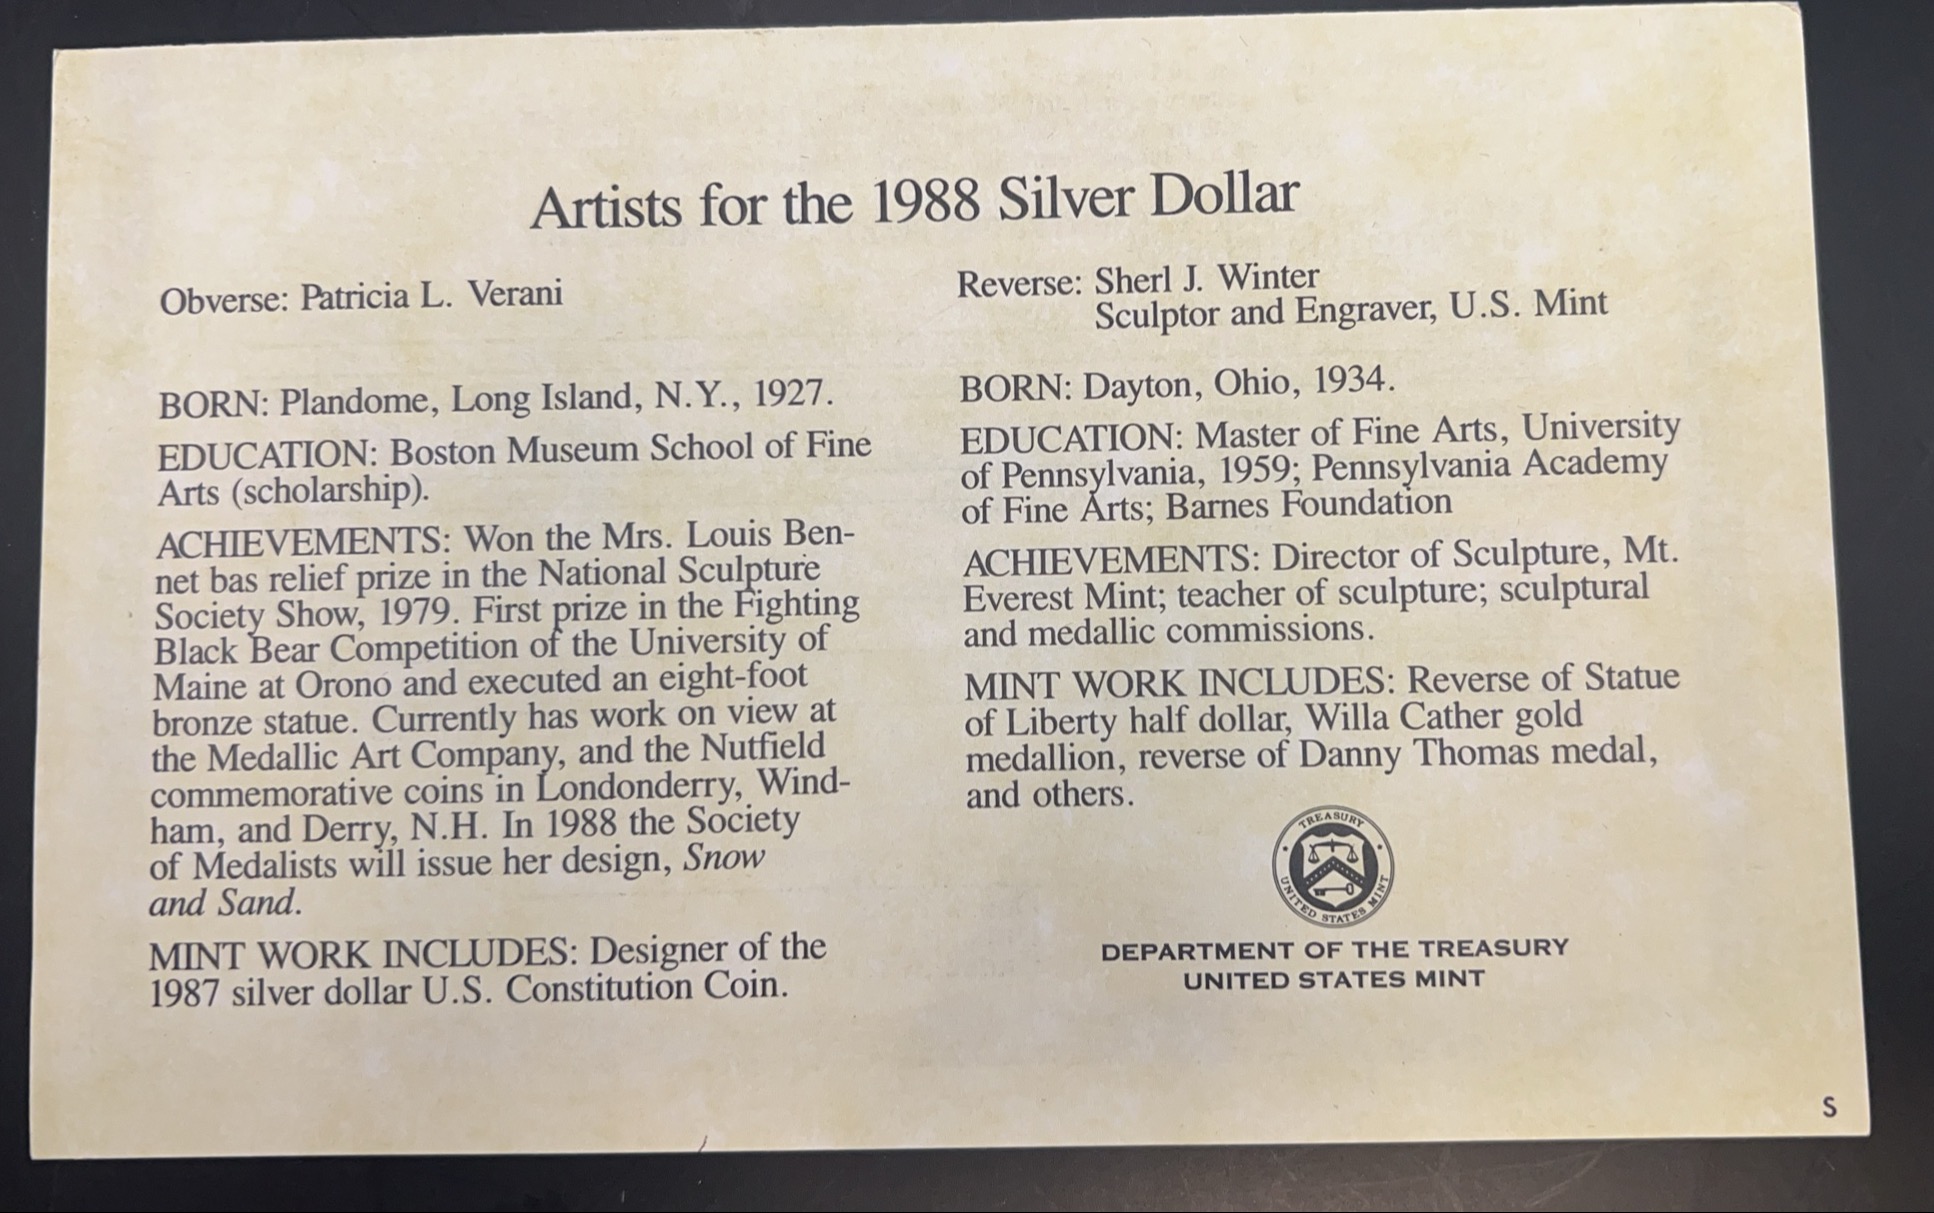 Artists for the 1988 Silver Dollar
Obverse: Patricia L. Verani
BORN: Plandome, Long Island, N.Y., 1927.
EDUCATION: Boston Museum School of Fine
Arts (scholarship).
ACHIEVEMENTS: Won the Mrs. Louis Ben-
net bas relief prize in the National Sculpture
Society Show, 1979. First prize in the Fighting
Black Bear Competition of the University of
Maine at Orono and executed an eight-foot
bronze statue. Currently has work on view at
the Medallic Art Company, and the Nutfield
commemorative coins in Londonderry, Wind-
ham, and Derry, N.H. In 1988 the Society
of Medalists will issue her design, Snow
and Sand.
MINT WORK INCLUDES: Designer of the
1987 silver dollar U.S. Constitution Coin.
Reverse: Sherl J. Winter
Sculptor and Engraver, U.S. Mint
BORN: Dayton, Ohio, 1934.
EDUCATION: Master of Fine Arts, University
of Pennsylvania, 1959; Pennsylvania Academy
of Fine Arts; Barnes Foundation
ACHIEVEMENTS: Director of Sculpture, Mt.
Everest Mint; teacher of sculpture; sculptural
and medallic commissions.
MINT WORK INCLUDES: Reverse of Statue
of Liberty half dollar, Willa Cather gold
medallion, reverse of Danny Thomas medal,
and others.
TREASURY
UNITED STATES MINT
DEPARTMENT OF THE TREASURY
UNITED STATES MINT
S